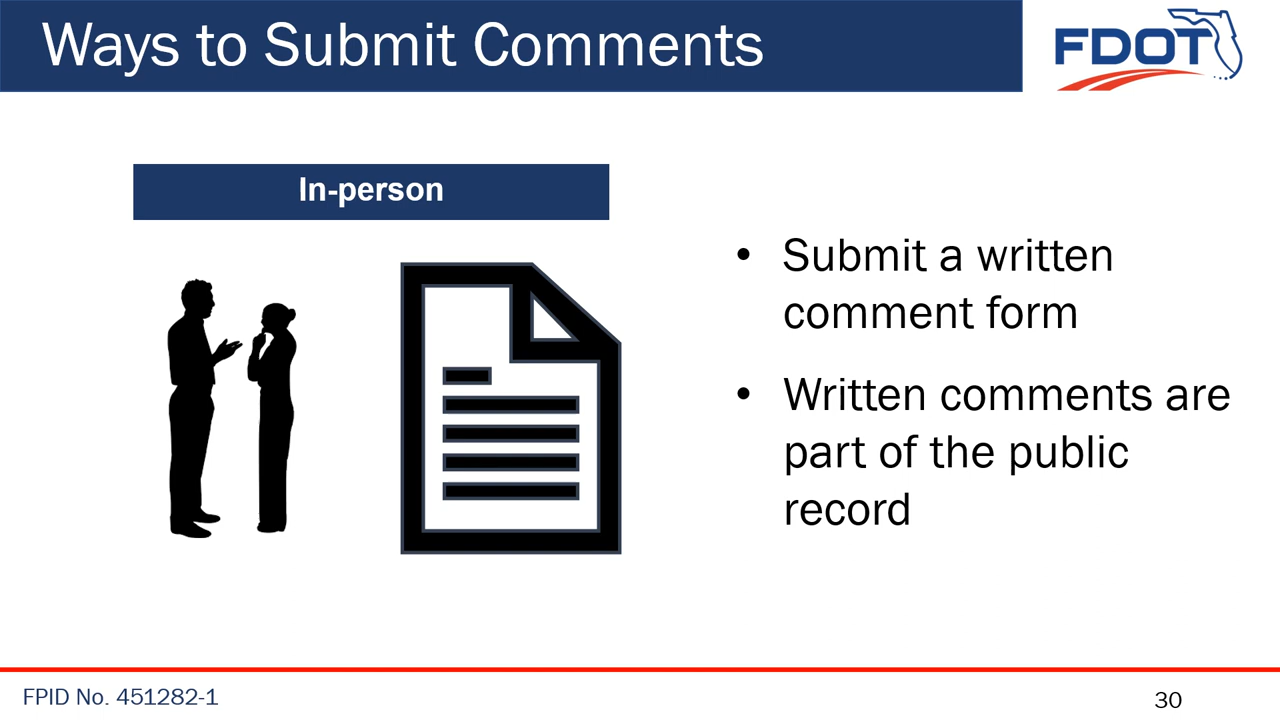 Ways to Submit Comments
FDOT
In-person
• Submit a written
comment form
• Written comments are
part of the public
record
FPID No. 451282-1
30